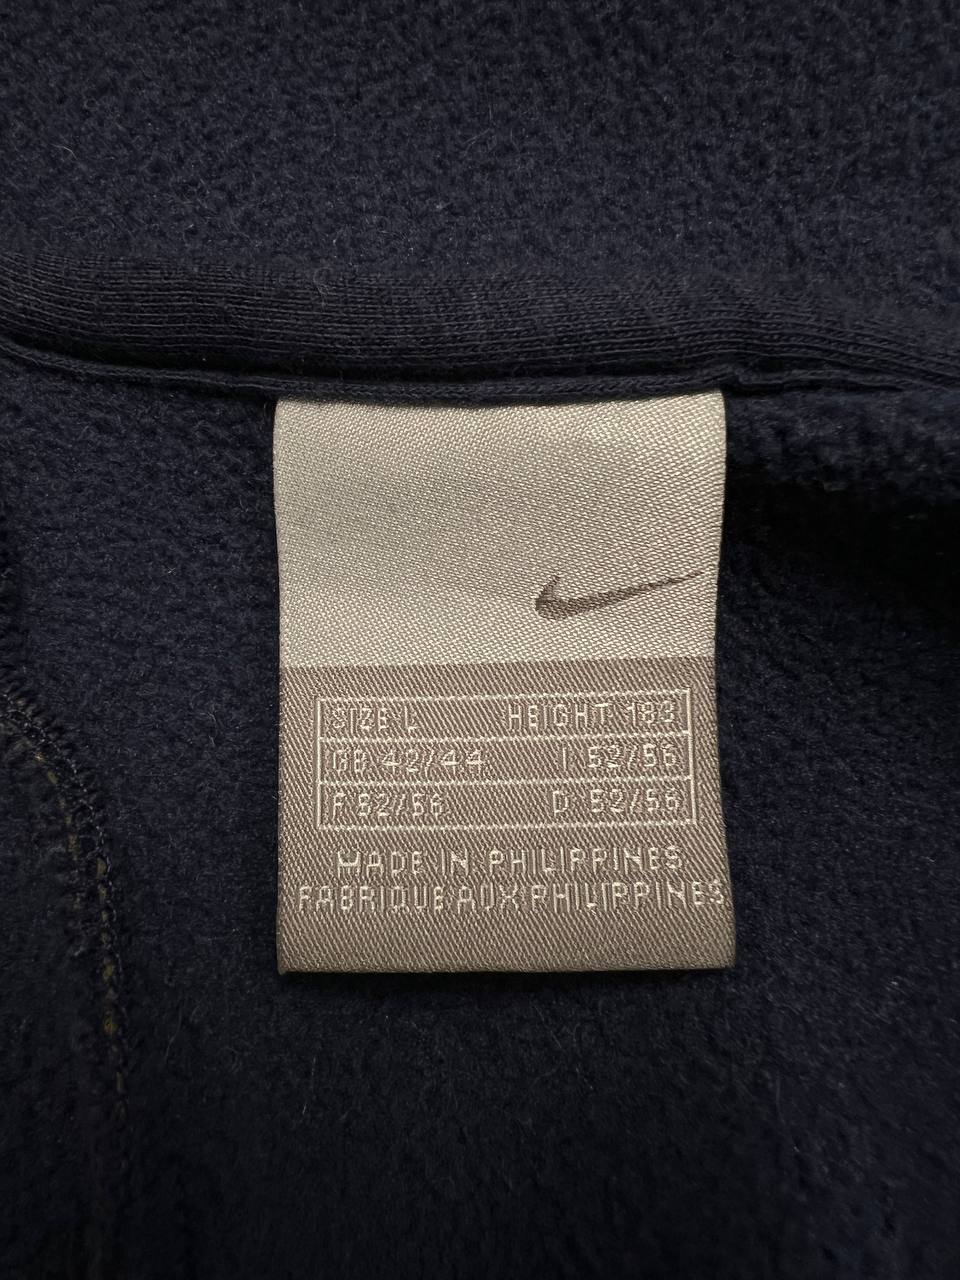 SIZE L HEIGHT 183
GB 42/44 I 52/56
F 52/56 D 52/56
MADE IN PHILIPPINES
FABRIQUE AUX PHILIPPINES